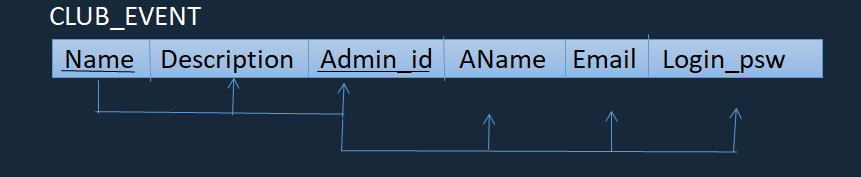 CLUB_EVENT
Name Description Admin_id AName Email Login_psw